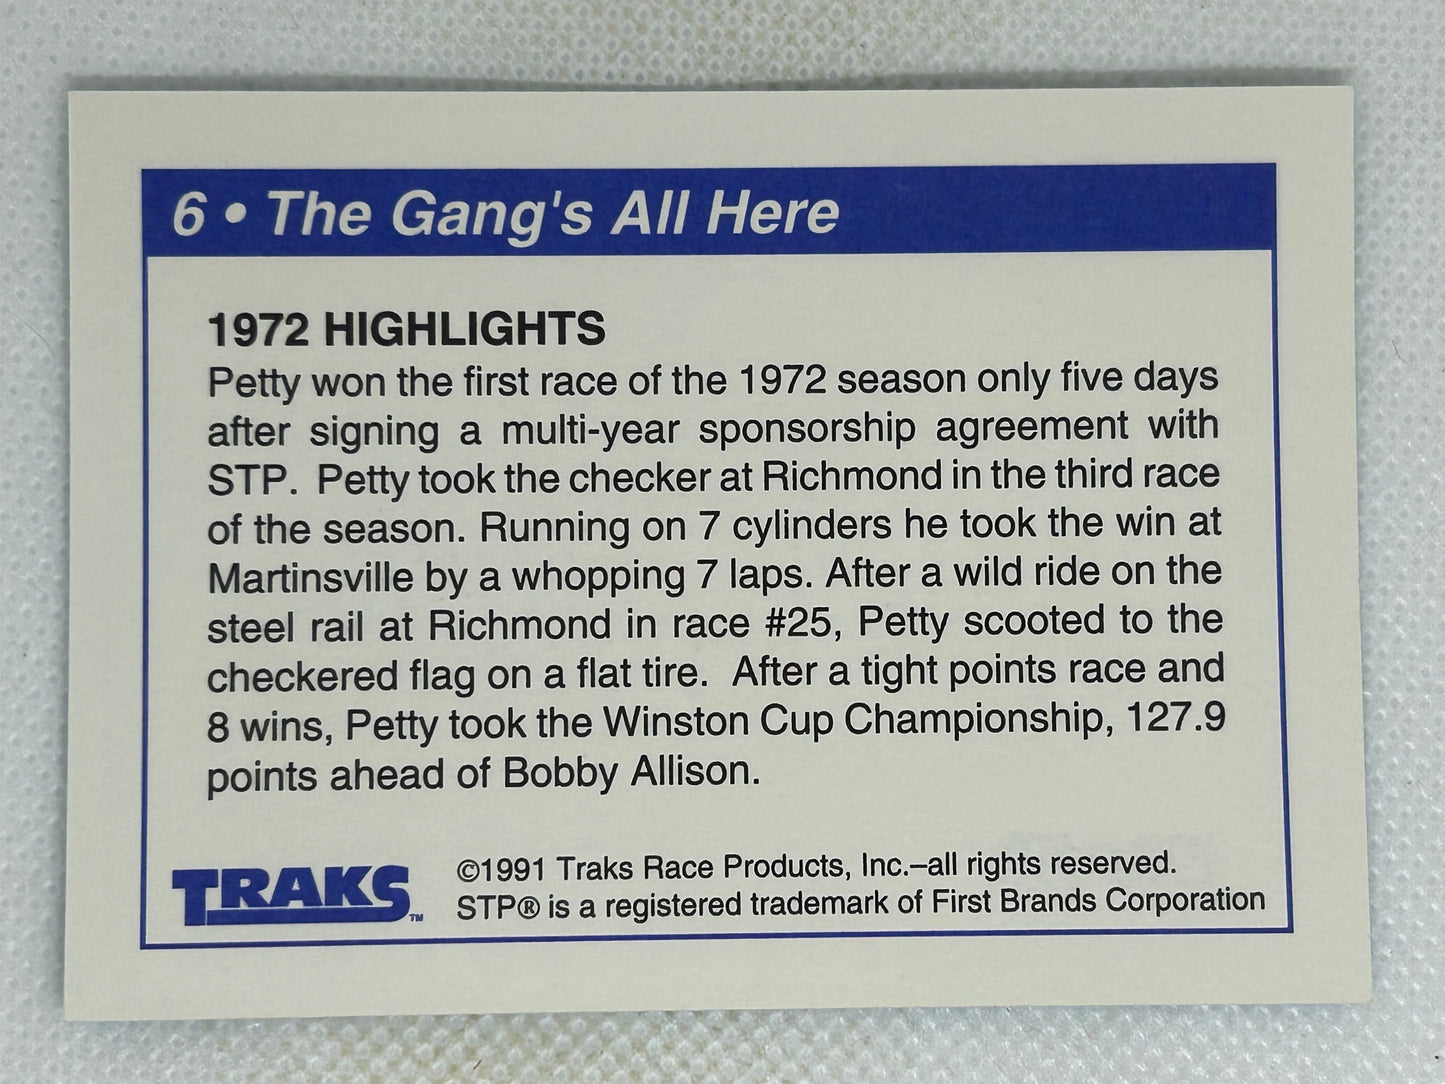 6 • The Gang's All Here
1972 HIGHLIGHTS
Petty won the first race of the 1972 season only five days
after signing a multi-year sponsorship agreement with
STP. Petty took the checker at Richmond in the third race
of the season. Running on 7 cylinders he took the win at
Martinsville by a whopping 7 laps. After a wild ride on the
steel rail at Richmond in race #25, Petty scooted to the
checkered flag on a flat tire. After a tight points race and
8 wins, Petty took the Winston Cup Championship, 127.9
points ahead of Bobby Allison.
TRAKS™
©1991 Traks Race Products, Inc.–all rights reserved.
STP® is a registered trademark of First Brands Corporation